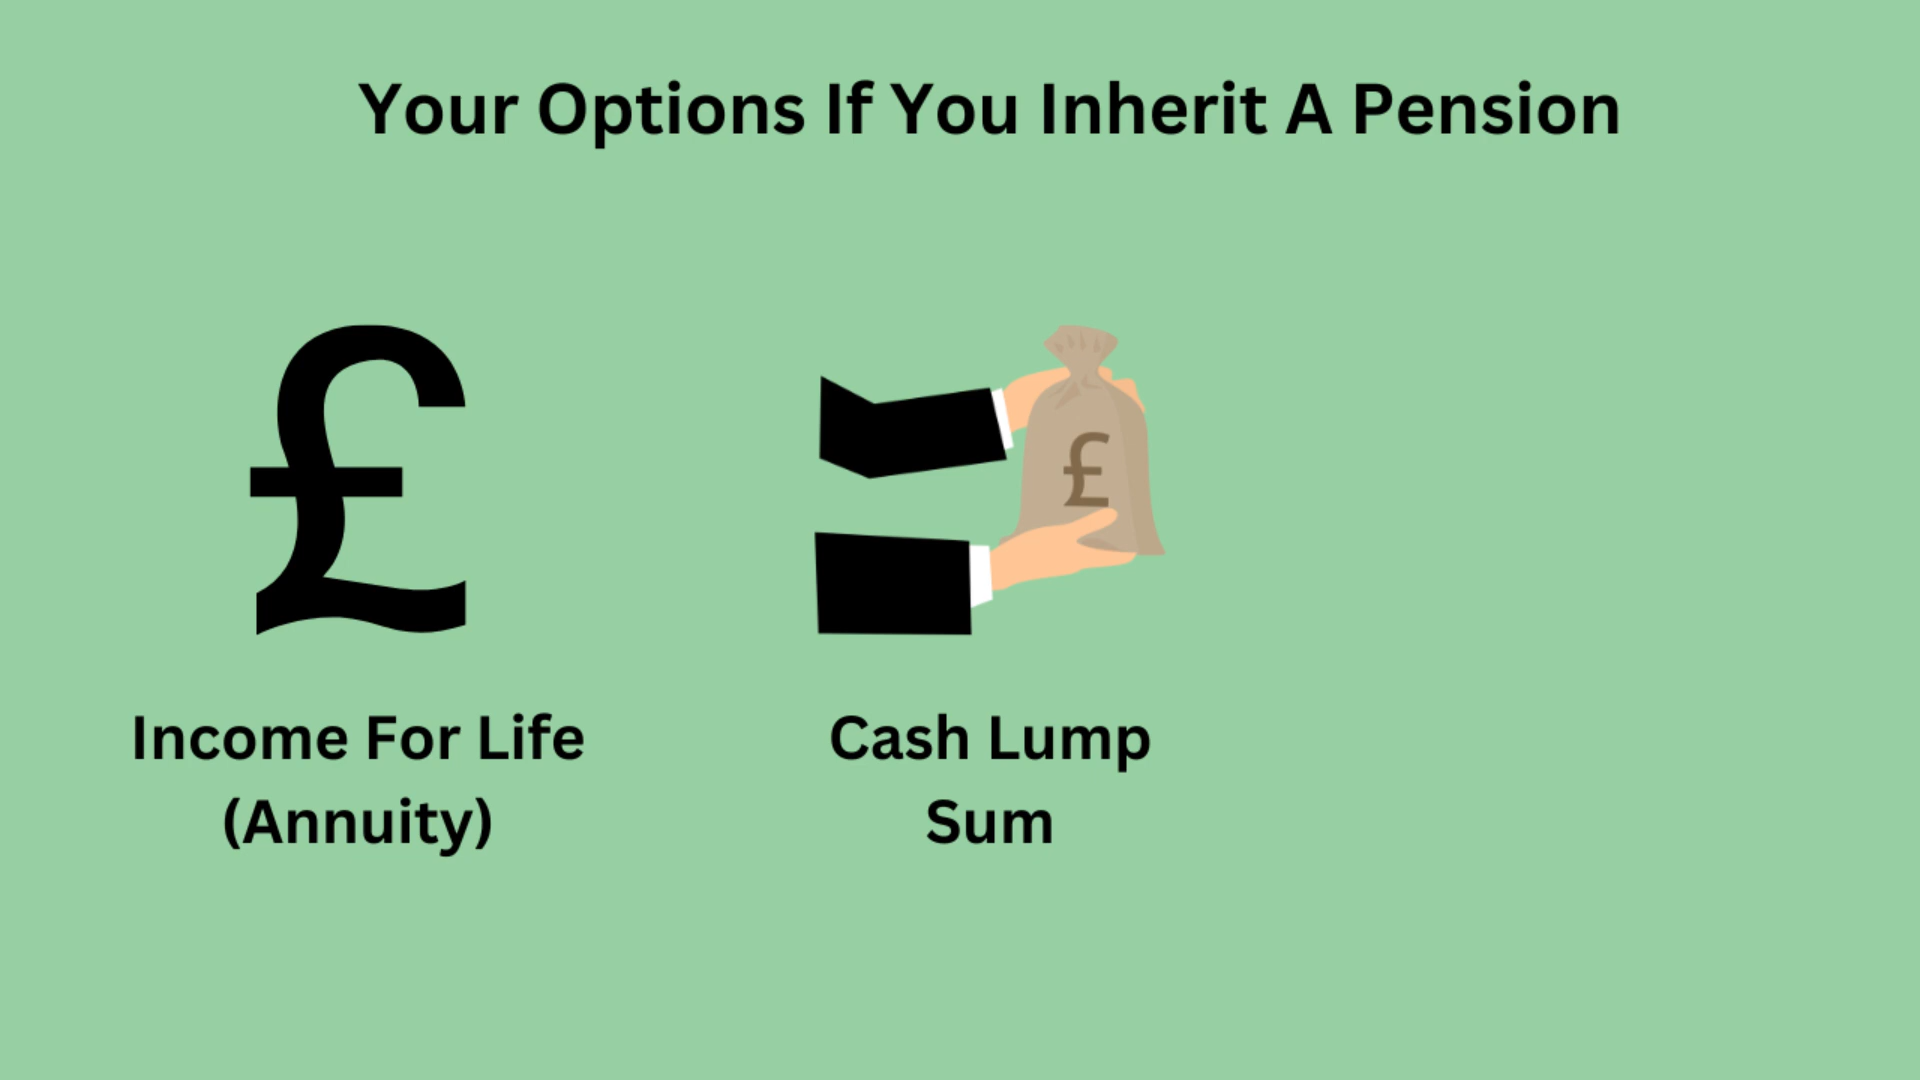 Your Options If You Inherit A Pension
£
£
Income For Life
(Annuity)
Cash Lump
Sum